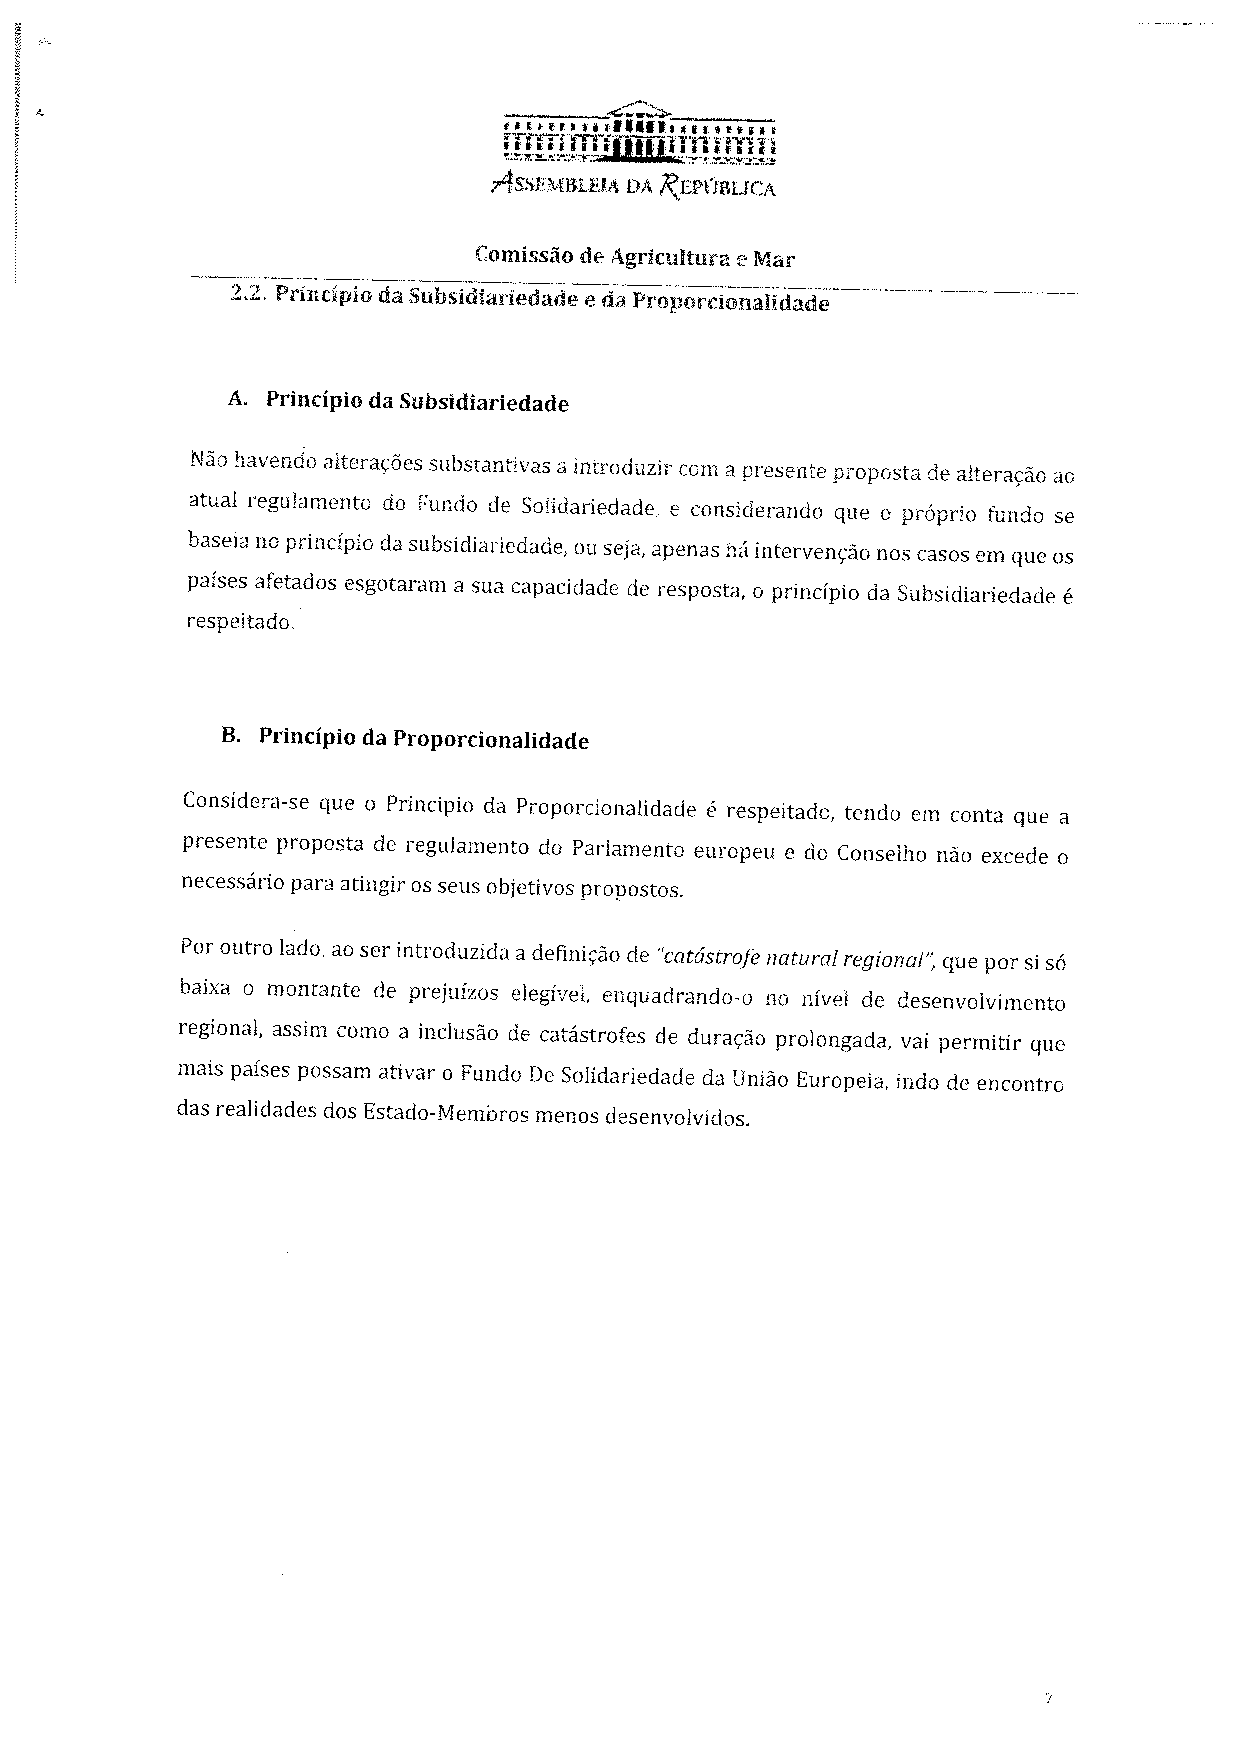 ASSEMBLEIA DA REPÚBLICA
Comissão de Agricultura e Mar
2.2. Princípio da Subsidiariedade e da Proporcionalidade
A. Princípio da Subsidiariedade
Não havendo alterações substantivas a introduzir com a presente proposta de alteração ao
atual regulamento do Fundo de Solidariedade, e considerando que o próprio fundo se
baseia no princípio da subsidiariedade, ou seja, apenas há intervenção nos casos em que os
países afetados esgotaram a sua capacidade de resposta, o princípio da Subsidiariedade é
respeitado.
B. Princípio da Proporcionalidade
Considera-se que o Principio da Proporcionalidade é respeitado, tendo em conta que a
presente proposta de regulamento do Parlamento europeu e do Conselho não excede o
necessário para atingir os seus objetivos propostos.
Por outro lado, ao ser introduzida a definição de "catástrofe natural regional", que por si só
baixa o montante de prejuízos elegível, enquadrando-o no nível de desenvolvimento
regional, assim como a inclusão de catástrofes de duração prolongada, vai permitir que
mais países possam ativar o Fundo De Solidariedade da União Europeia, indo de encontro
das realidades dos Estado-Membros menos desenvolvidos.
7